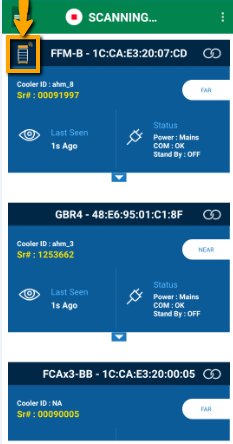 SCANNING...
FFM-B - 1C:CA:E3:20:07:CD
Cooler ID : ahm_8
Sr# : 00091997
FAR
Last Seen
1s Ago
Status
Power : Mains
COM : OK
Stand By : OFF
GBR4 - 48:E6:95:01:C1:8F
Cooler ID : ahm_3
Sr# : 1253662
NEAR
Last Seen
1s Ago
Status
Power : Mains
COM : OK
Stand By : OFF
FCAx3-BB - 1C:CA:E3:20:00:05
Cooler ID : NA
Sr# : 00090005
FAR